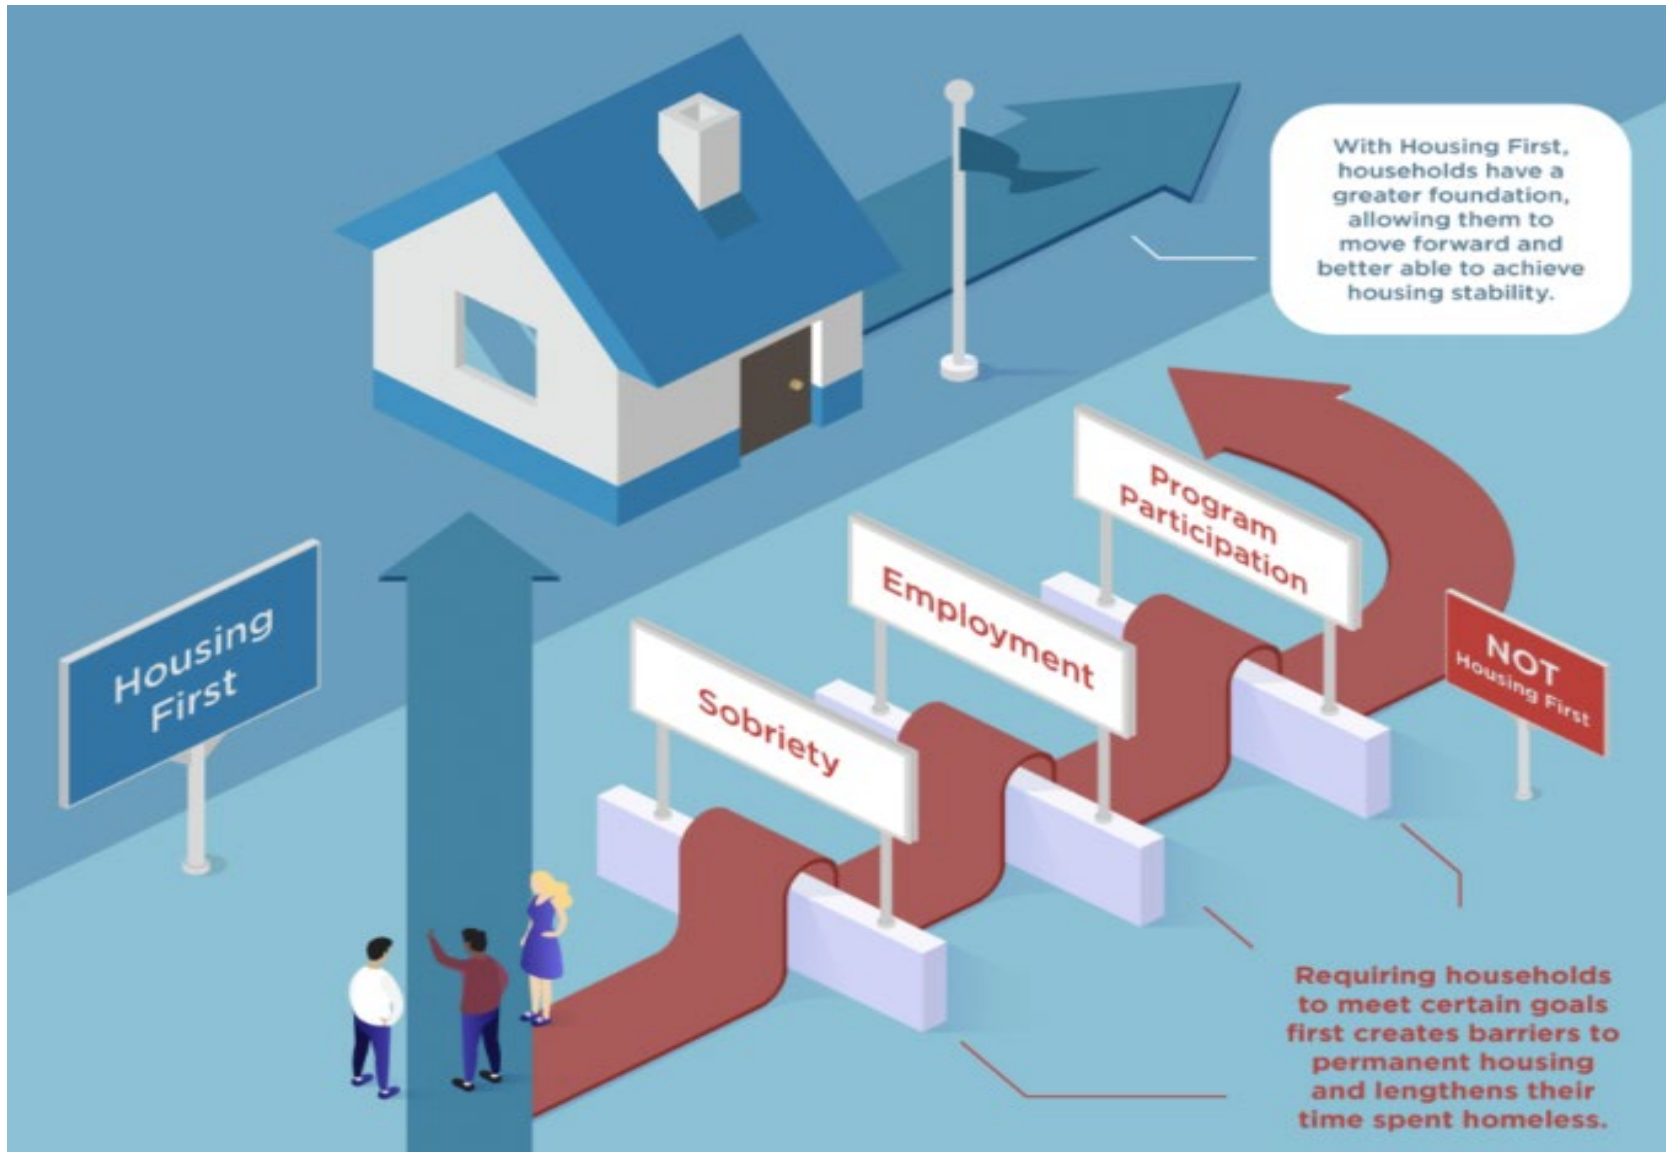 With Housing First,
households have a
greater foundation,
allowing them to
move forward and
better able to achieve
housing stability.
Program
Participation
Employment
Sobriety
Housing
First
NOT
Housing First
Requiring households
to meet certain goals
first creates barriers to
permanent housing
and lengthens their
time spent homeless.